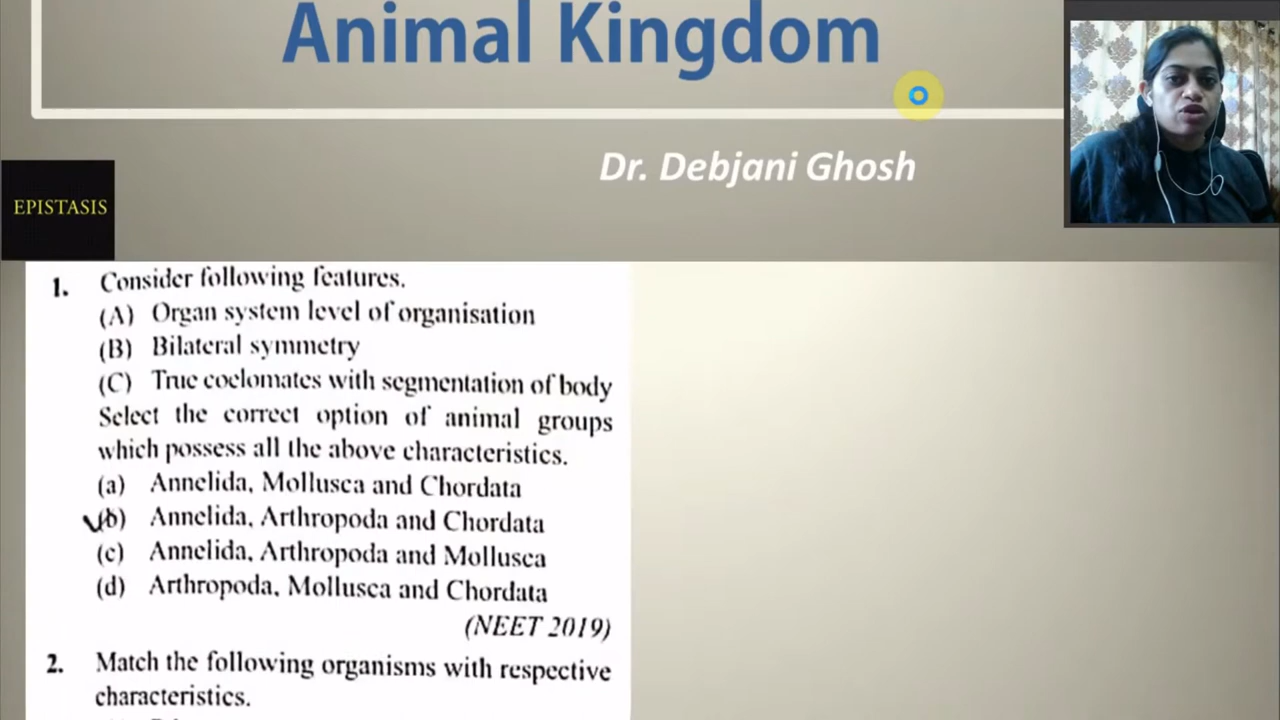 Animal Kingdom
Dr. Debjani Ghosh
EPISTASIS
1. Consider following features.
(A) Organ system level of organisation
(B) Bilateral symmetry
(C) True coelomates with segmentation of body
Select the correct option of animal groups
which possess all the above characteristics.
(a) Annelida, Mollusca and Chordata
(b) Annelida, Arthropoda and Chordata
(c) Annelida, Arthropoda and Mollusca
(d) Arthropoda, Mollusca and Chordata
(NEET 2019)
2. Match the following organisms with respective
characteristics.